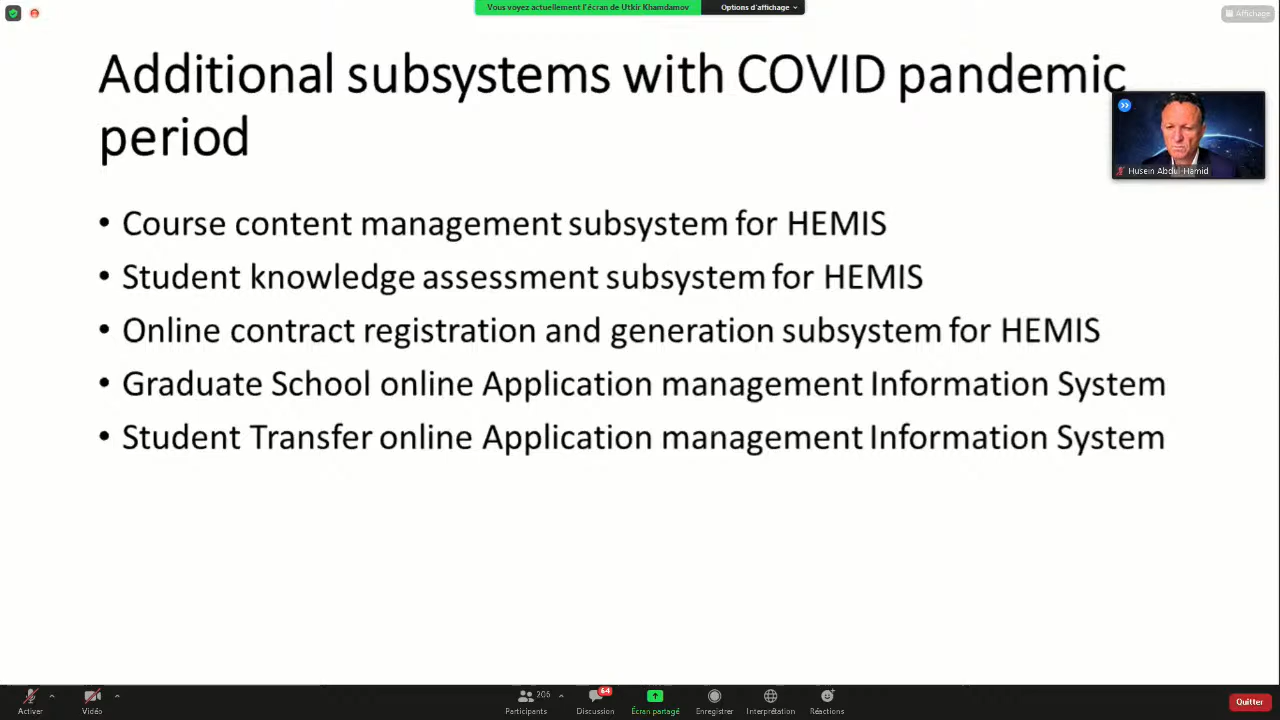 Vous voyez actuellement l'écran de Utkir Khamdamov
Options d'affichage
Affichage
Additional subsystems with COVID pandemic
period
Husein Abdul-Hamid
• Course content management subsystem for HEMIS
• Student knowledge assessment subsystem for HEMIS
• Online contract registration and generation subsystem for HEMIS
• Graduate School online Application management Information System
• Student Transfer online Application management Information System
Activer
Vidéo
205
Participants
64
Discussion
Écran partagé
Enregistrer
Interprétation
Réactions
Quitter